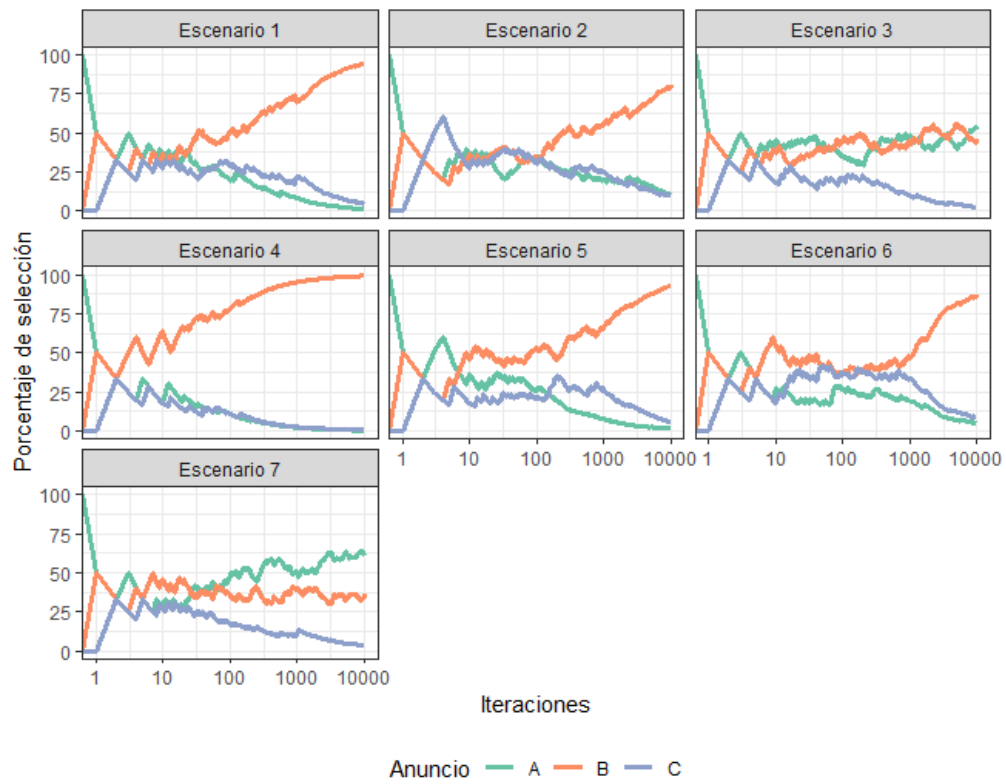 Escenario 1
Escenario 2
Escenario 3
100
75
50
25
0
Escenario 4
Escenario 5
Escenario 6
100
75
50
25
0
1 10 100 1000 10000
1 10 100 1000 10000
Escenario 7
100
75
50
25
0
1 10 100 1000 10000
Porcentaje de selección
Iteraciones
Anuncio A B C